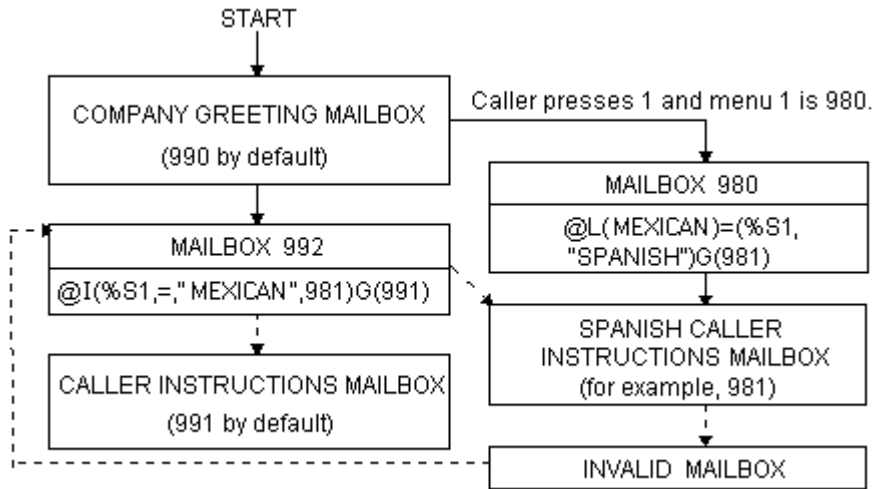 START
COMPANY GREETING MAILBOX
(990 by default)
Caller presses 1 and menu 1 is 980.
MAILBOX 980
@L(MEXICAN)=(%S1,
"SPANISH")G(981)
MAILBOX 992
@I(%S1,=,"MEXICAN",981)G(991)
SPANISH CALLER
INSTRUCTIONS MAILBOX
(for example, 981)
CALLER INSTRUCTIONS MAILBOX
(991 by default)
INVALID MAILBOX